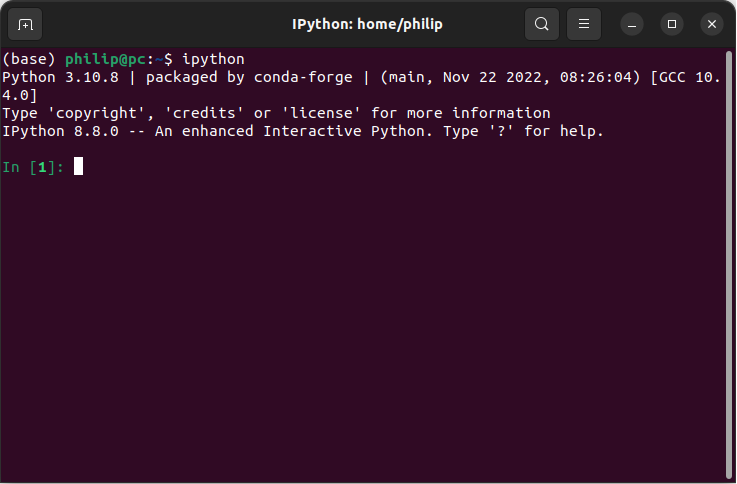 IPython: home/philip
(base) philip@pc:~$ ipython
Python 3.10.8 | packaged by conda-forge | (main, Nov 22 2022, 08:26:04) [GCC 10.
4.0]
Type 'copyright', 'credits' or 'license' for more information
IPython 8.8.0 -- An enhanced Interactive Python. Type '?' for help.
In [1]: